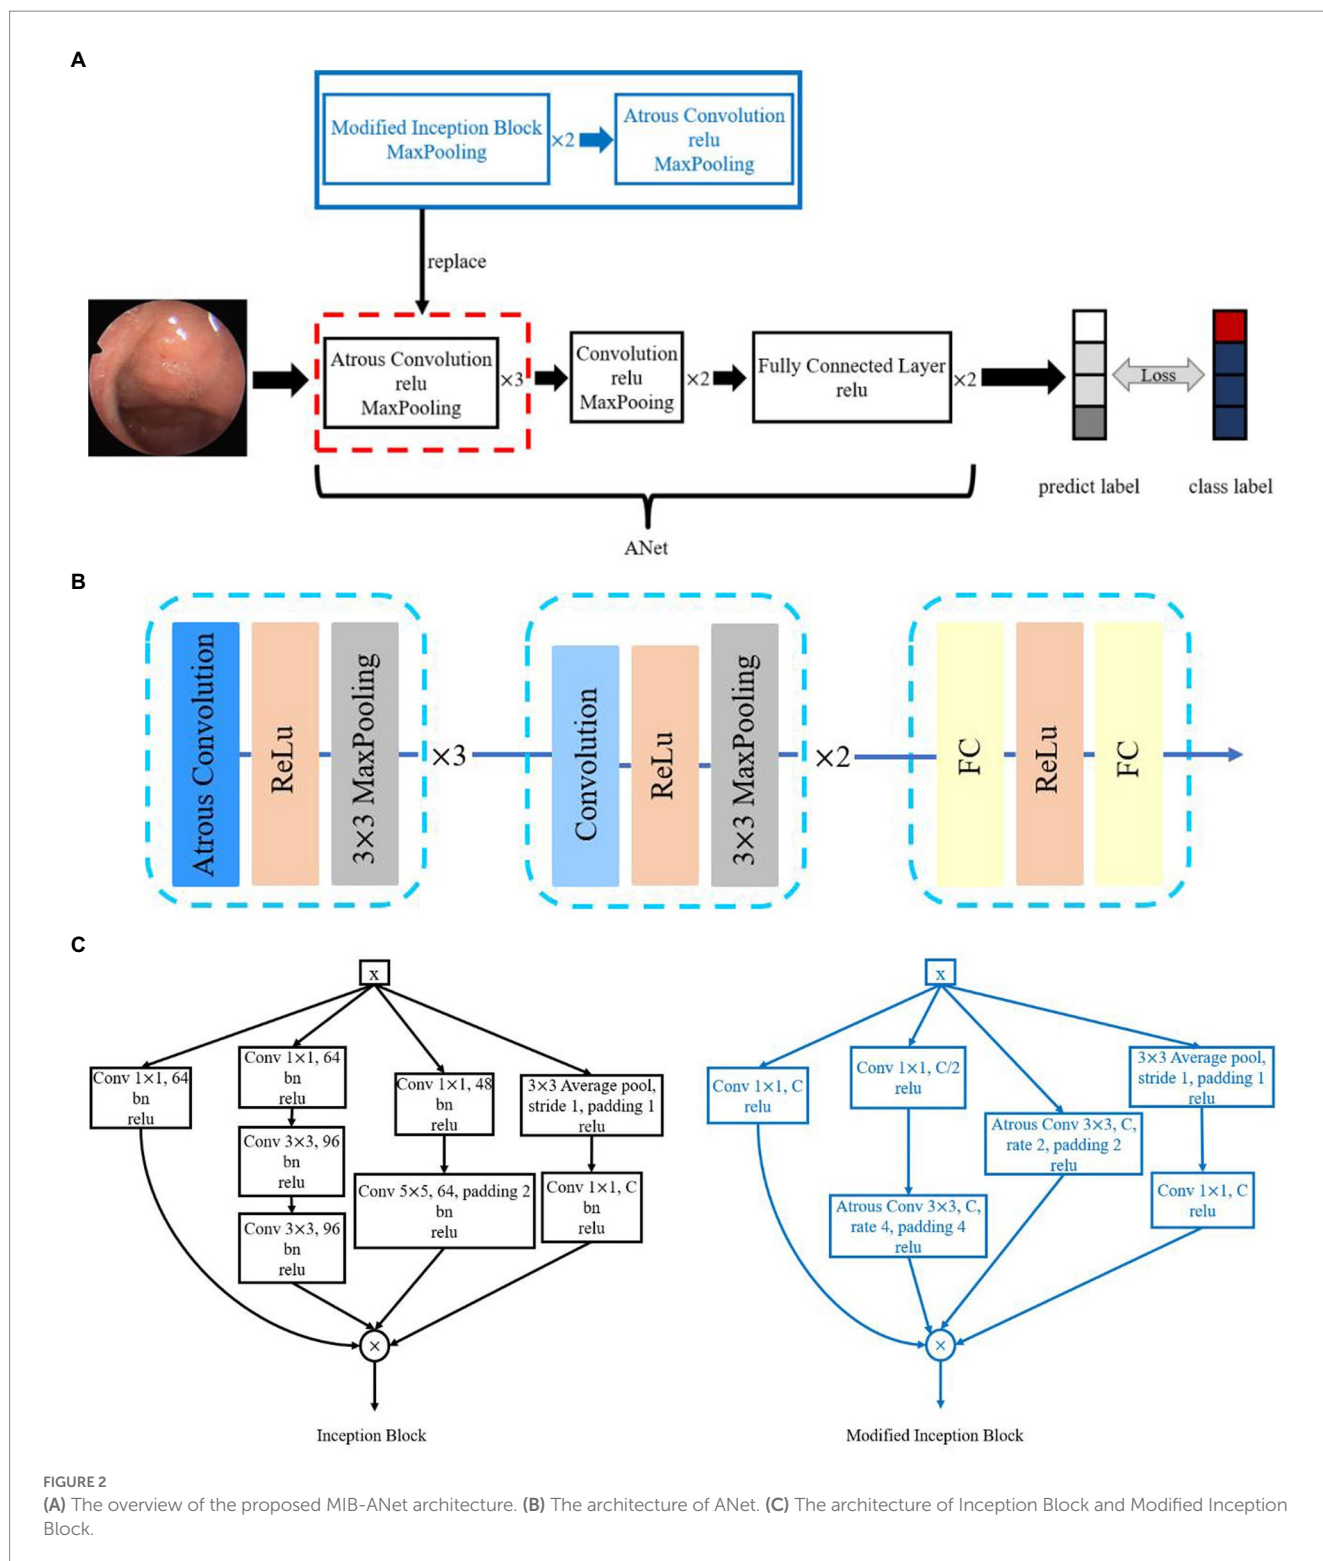 A
Modified Inception Block
MaxPooling
×2
Atrous Convolution
relu
MaxPooling
replace
Atrous Convolution
relu
MaxPooling
×3
Convolution
relu
MaxPooing
×2
Fully Connected Layer
relu
×2
Loss
predict label
class label
ANet
B
Atrous Convolution
ReLu
3×3 MaxPooling
×3
Convolution
ReLu
3×3 MaxPooling
×2
FC
ReLu
FC
C
x
Conv 1×1, 64
bn
relu
Conv 1×1, 64
bn
relu
Conv 3×3, 96
bn
relu
Conv 3×3, 96
bn
relu
Conv 1×1, 48
bn
relu
Conv 5×5, 64, padding 2
bn
relu
3×3 Average pool,
stride 1, padding 1
relu
Conv 1×1, C
bn
relu
×
Inception Block
x
Conv 1×1, C
relu
Conv 1×1, C/2
relu
Atrous Conv 3×3, C,
rate 4, padding 4
relu
Atrous Conv 3×3, C,
rate 2, padding 2
relu
3×3 Average pool,
stride 1, padding 1
relu
Conv 1×1, C
relu
×
Modified Inception Block
FIGURE 2
(A) The overview of the proposed MIB-ANet architecture. (B) The architecture of ANet. (C) The architecture of Inception Block and Modified Inception
Block.